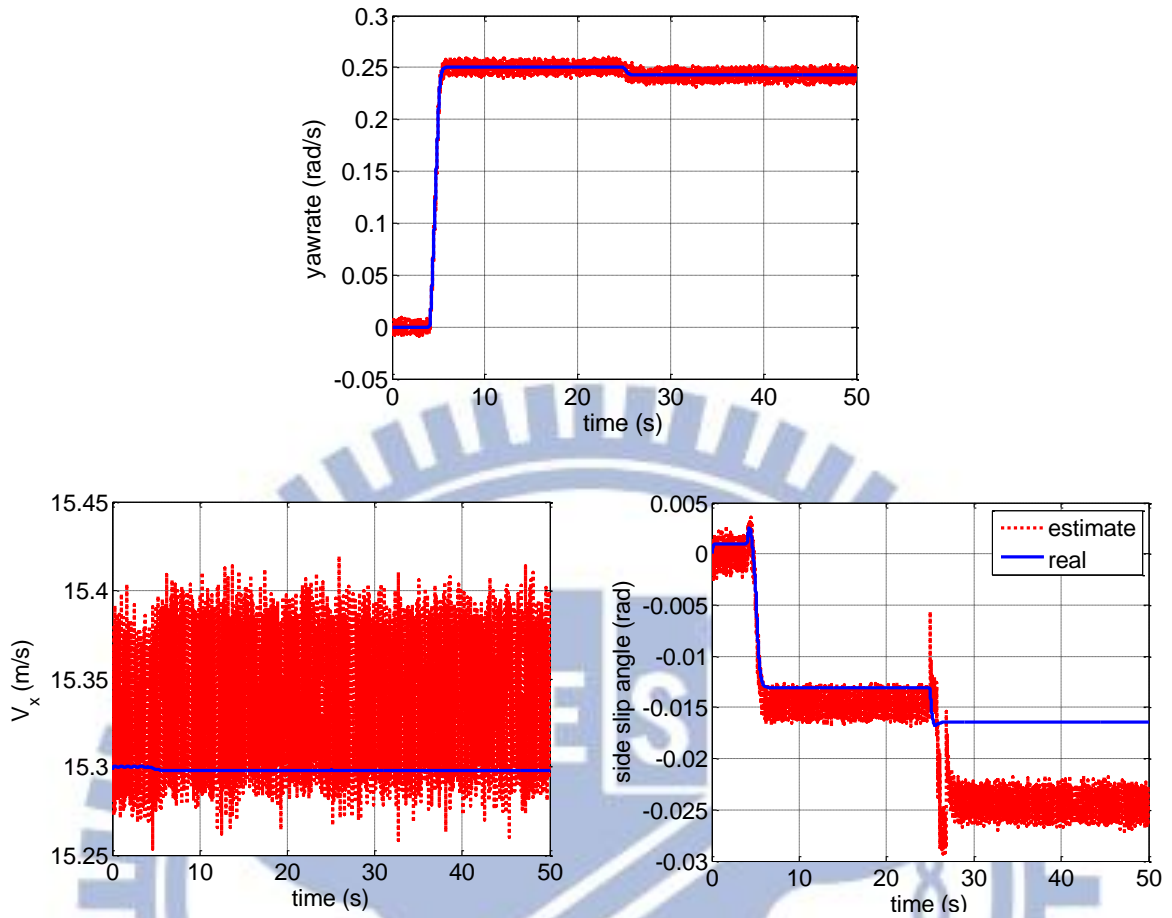 0.3
0.25
0.2
0.15
0.1
0.05
0
-0.05
yawrate (rad/s)
0 10 20 30 40 50
time (s)
15.45
15.4
15.35
15.3
15.25
V_x (m/s)
0 10 20 30 40 50
time (s)
0.005
0
-0.005
-0.01
-0.015
-0.02
-0.025
-0.03
side slip angle (rad)
estimate
real
0 10 20 30 40 50
time (s)
E S